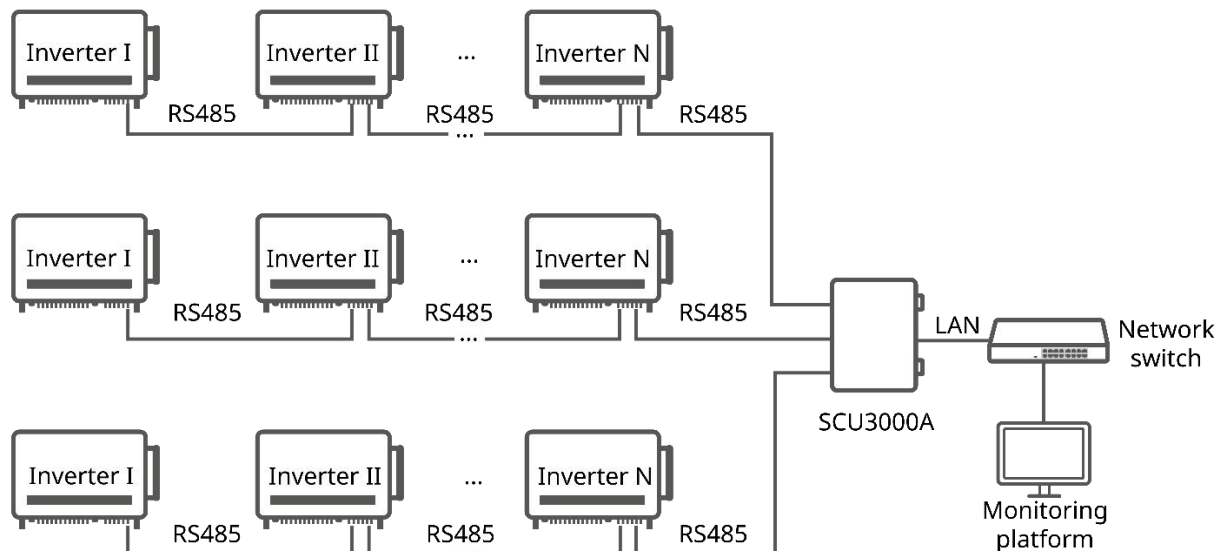 Inverter I
Inverter II
...
Inverter N
RS485
RS485
...
RS485
Inverter I
Inverter II
...
Inverter N
RS485
RS485
...
RS485
LAN
Network
switch
SCU3000A
Inverter I
Inverter II
...
Inverter N
RS485
RS485
RS485
Monitoring
platform